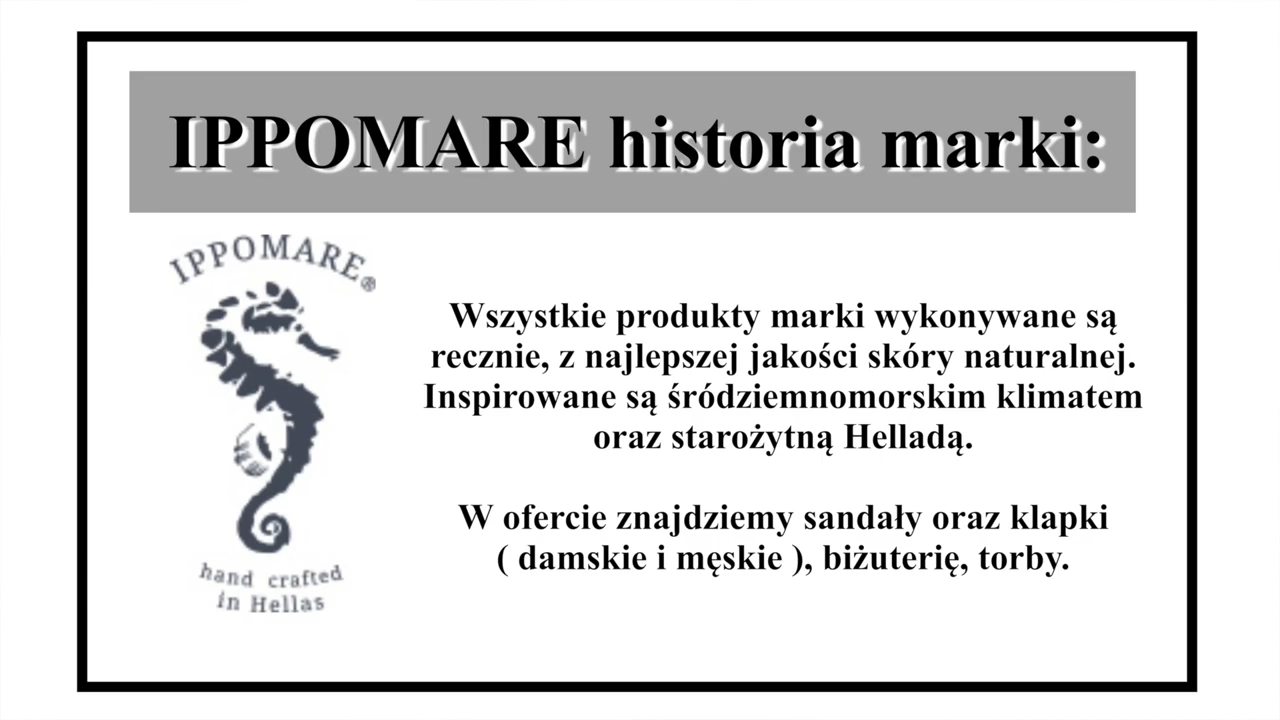 IPPOMARE historia marki:
IPPOMARE®
Wszystkie produkty marki wykonywane są
recznie, z najlepszej jakości skóry naturalnej.
Inspirowane są śródziemnomorskim klimatem
oraz starożytną Helladą.
W ofercie znajdziemy sandały oraz klapki
( damskie i męskie ), biżuterię, torby.
hand crafted
in Hellas